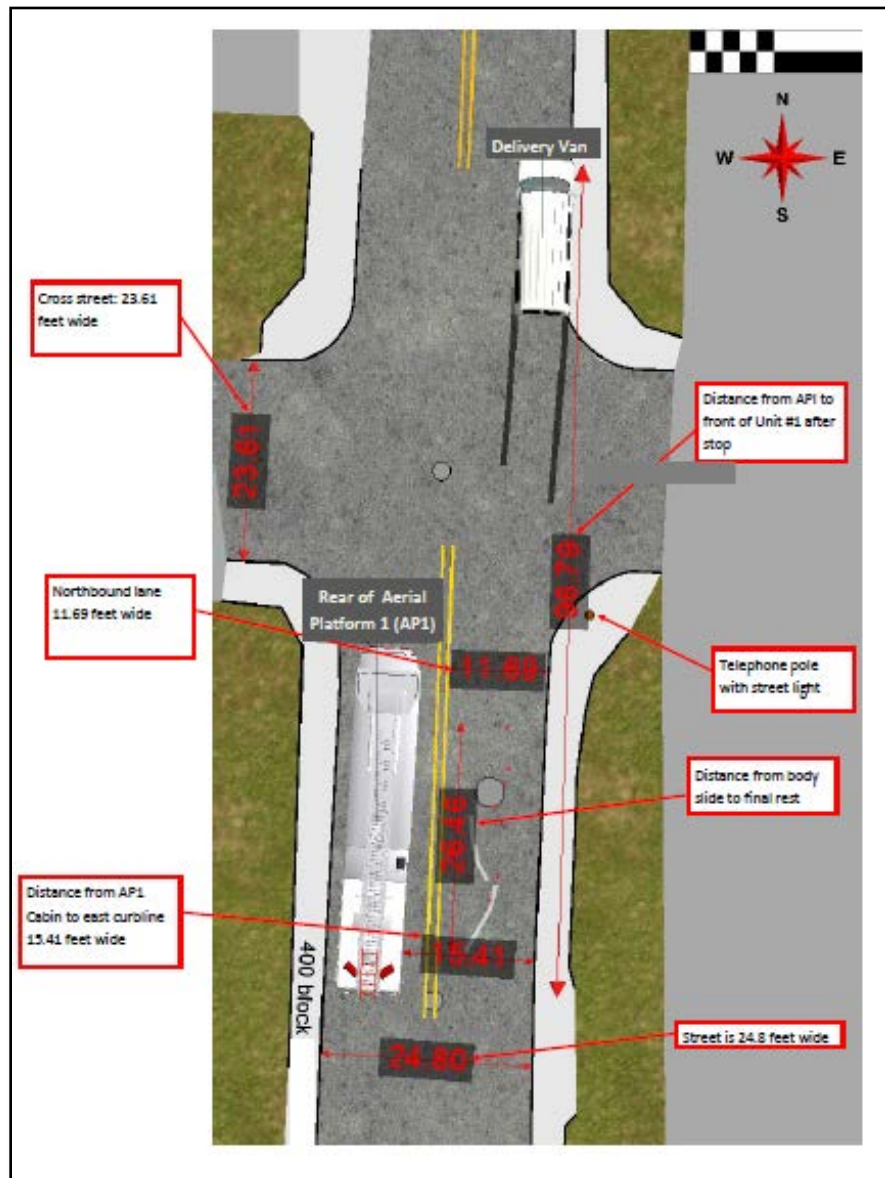 N
W E
S
Delivery Van
Cross street: 23.61
feet wide
Distance from API to
front of Unit #1 after
stop
23.61
Northbound lane
11.69 feet wide
Rear of Aerial
Platform 1 (AP1)
11.69
Telephone pole
with street light
Distance from body
slide to final rest
26.46
Distance from AP1
Cabin to east curbline
15.41 feet wide
15.41
400 block
Street is 24.8 feet wide
24.80